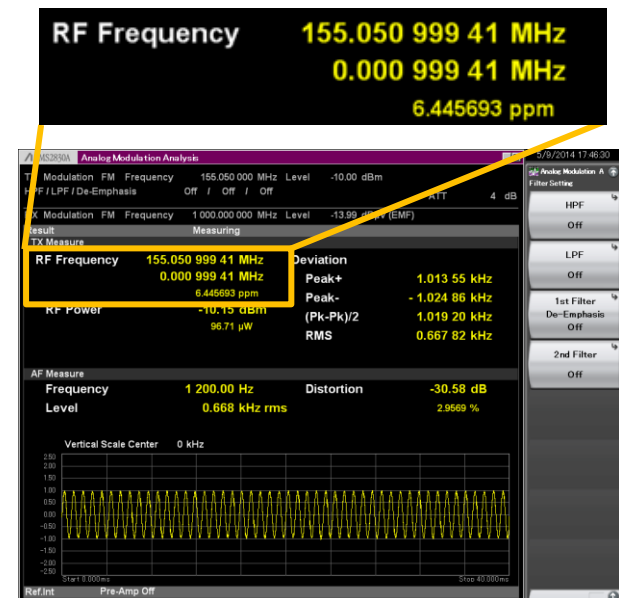 RF Frequency 155.050 999 41 MHz
0.000 999 41 MHz
6.445693 ppm
MS2830A Analog Modulation Analysis 5/9/2014 17:46:30
Modulation FM Frequency 155.050 000 MHz Level -10.00 dBm
HPF / LPF / De-Emphasis Off / Off / Off
ATT 4 dB
RX Modulation FM Frequency 1 000.000 000 MHz Level -13.99 (EMF)
Result Measuring
TX Measure
RF Frequency 155.050 999 41 MHz
0.000 999 41 MHz
6.445693 ppm
RF Power -10.15 dBm
96.71 µW
Deviation
Peak+ 1.013 55 kHz
Peak- - 1.024 86 kHz
(Pk-Pk)/2 1.019 20 kHz
RMS 0.667 82 kHz
AF Measure
Frequency 1 200.00 Hz Distortion -30.58 dB
Level 0.668 kHz rms 2.9569 %
Vertical Scale Center 0 kHz
2.50
2.00
1.50
1.00
0.50
0.00
-0.50
-1.00
-1.50
-2.00
-2.50
Start 0.000ms Stop 40.000ms
Ref.Int Pre-Amp Off
Analog Modulation A
Filter Setting
HPF
Off
LPF
Off
1st Filter
De-Emphasis
Off
2nd Filter
Off